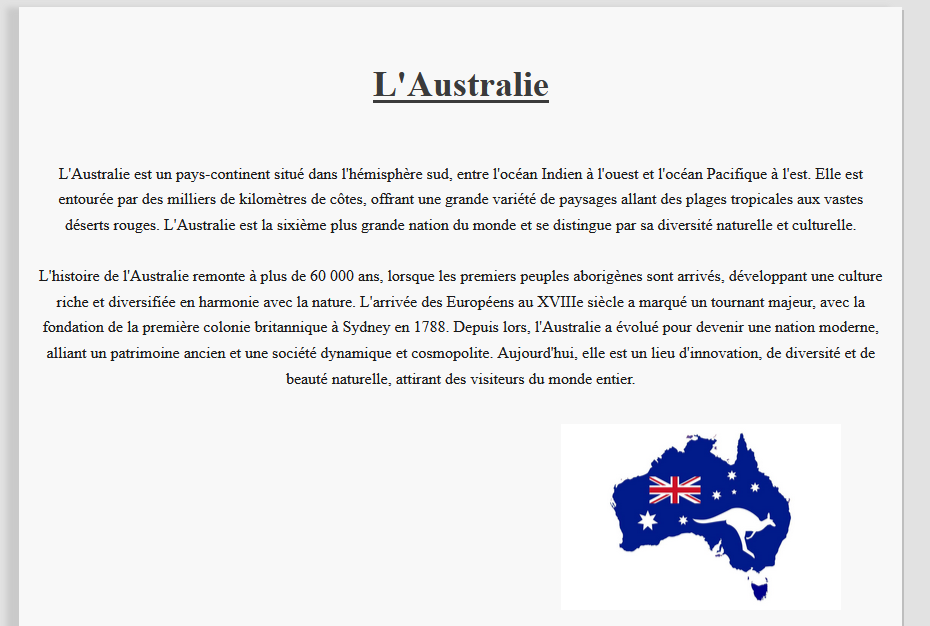 L'Australie
L'Australie est un pays-continent situé dans l'hémisphère sud, entre l'océan Indien à l'ouest et l'océan Pacifique à l'est. Elle est
entourée par des milliers de kilomètres de côtes, offrant une grande variété de paysages allant des plages tropicales aux vastes
déserts rouges. L'Australie est la sixième plus grande nation du monde et se distingue par sa diversité naturelle et culturelle.
L'histoire de l'Australie remonte à plus de 60 000 ans, lorsque les premiers peuples aborigènes sont arrivés, développant une culture
riche et diversifiée en harmonie avec la nature. L'arrivée des Européens au XVIIIe siècle a marqué un tournant majeur, avec la
fondation de la première colonie britannique à Sydney en 1788. Depuis lors, l'Australie a évolué pour devenir une nation moderne,
alliant un patrimoine ancien et une société dynamique et cosmopolite. Aujourd'hui, elle est un lieu d'innovation, de diversité et de
beauté naturelle, attirant des visiteurs du monde entier.